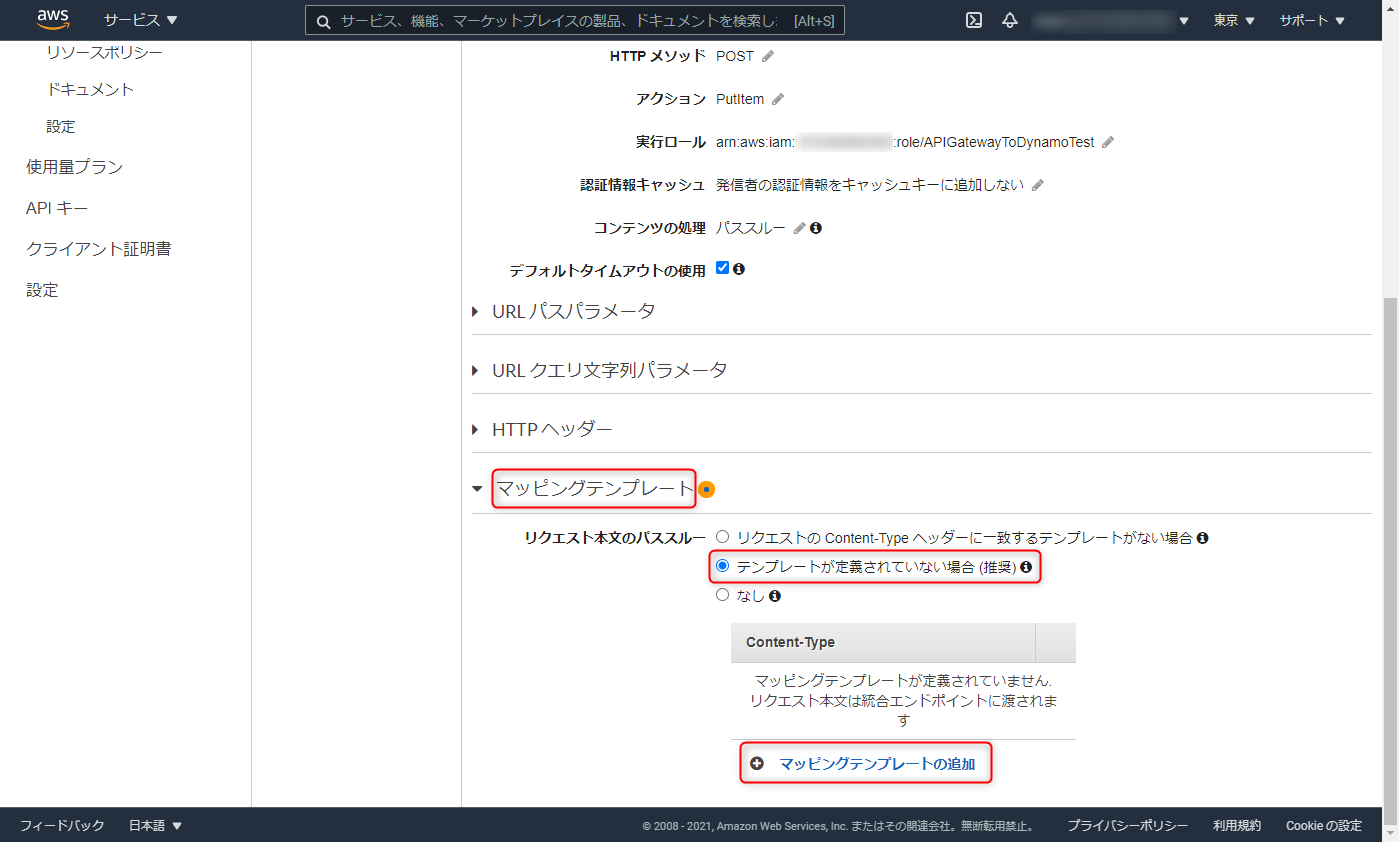 aws サービス ▼ サービス、機能、マーケットプレイスの製品、ドキュメントを検索し [Alt+S] ▼ 東京 ▼ サポート ▼
リソースポリシー
ドキュメント
設定
使用量プラン
API キー
クライアント証明書
設定
HTTP メソッド POST
アクション PutItem
実行ロール arn:aws:iam: :role/APIGatewayToDynamoTest
認証情報キャッシュ 発信者の認証情報をキャッシュキーに追加しない
コンテンツの処理 パススルー
デフォルトタイムアウトの使用
URL パスパラメータ
URL クエリ文字列パラメータ
HTTP ヘッダー
マッピングテンプレート
リクエスト本文のパススルー リクエストの Content-Type ヘッダーに一致するテンプレートがない場合
テンプレートが定義されていない場合 (推奨)
なし
Content-Type
マッピングテンプレートが定義されていません.
リクエスト本文は統合エンドポイントに渡されま
す
マッピングテンプレートの追加
フィードバック 日本語 ▼ © 2008 - 2021, Amazon Web Services, Inc. またはその関連会社。無断転用禁止。 プライバシーポリシー 利用規約 Cookie の設定